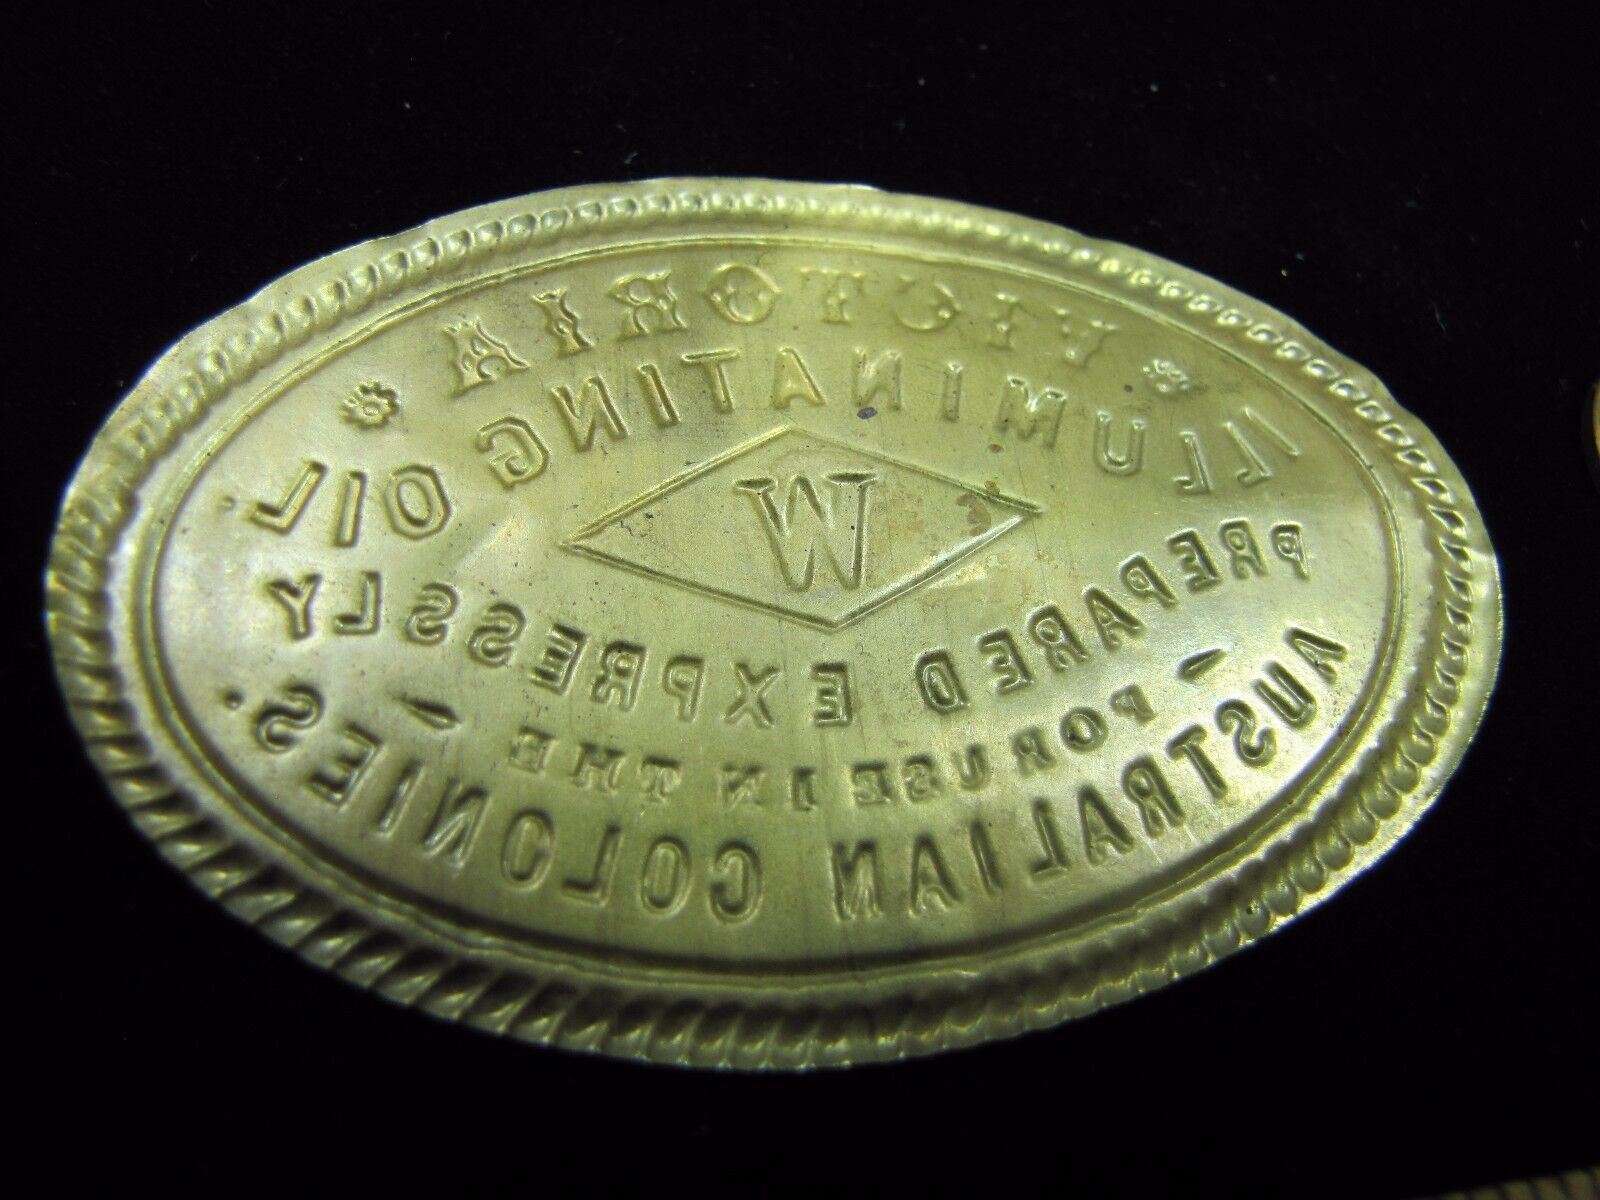 VICTORIA
ILLUMINATING OIL
W
PREPARED EXPRESSLY
FOR USE IN THE
AUSTRALIAN COLONIES.